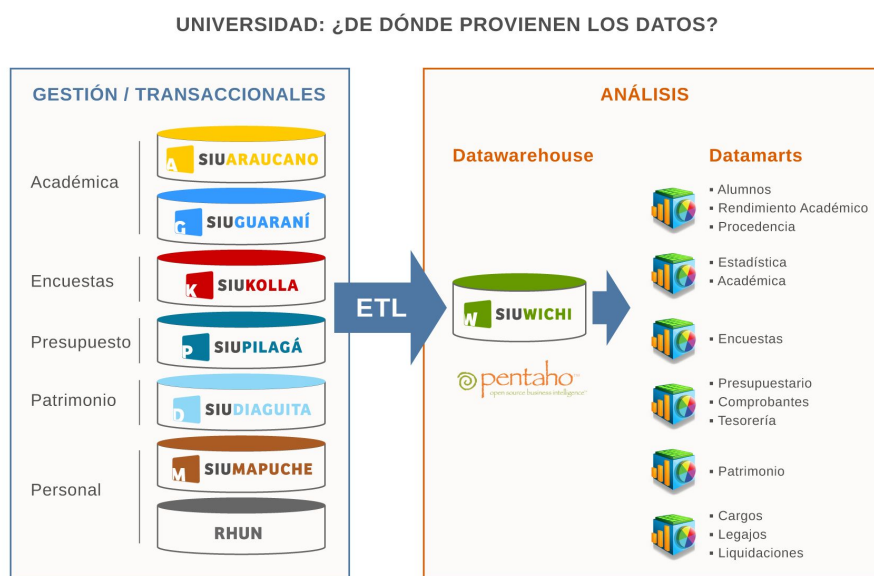 UNIVERSIDAD: ¿DE DÓNDE PROVIENEN LOS DATOS?
GESTIÓN / TRANSACCIONALES
Académica
A SIUARAUCANO
G SIUGUARANÍ
Encuestas
K SIUKOLLA
Presupuesto
P SIUPILAGÁ
Patrimonio
D SIUDIAGUITA
Personal
M SIUMAPUCHE
RHUN
ETL
ANÁLISIS
Datawarehouse
W SIUWICHI
pentaho™
open source business intelligence™
Datamarts
▪ Alumnos
▪ Rendimiento Académico
▪ Procedencia
▪ Estadística
▪ Académica
▪ Encuestas
▪ Presupuestario
▪ Comprobantes
▪ Tesorería
▪ Patrimonio
▪ Cargos
▪ Legajos
▪ Liquidaciones